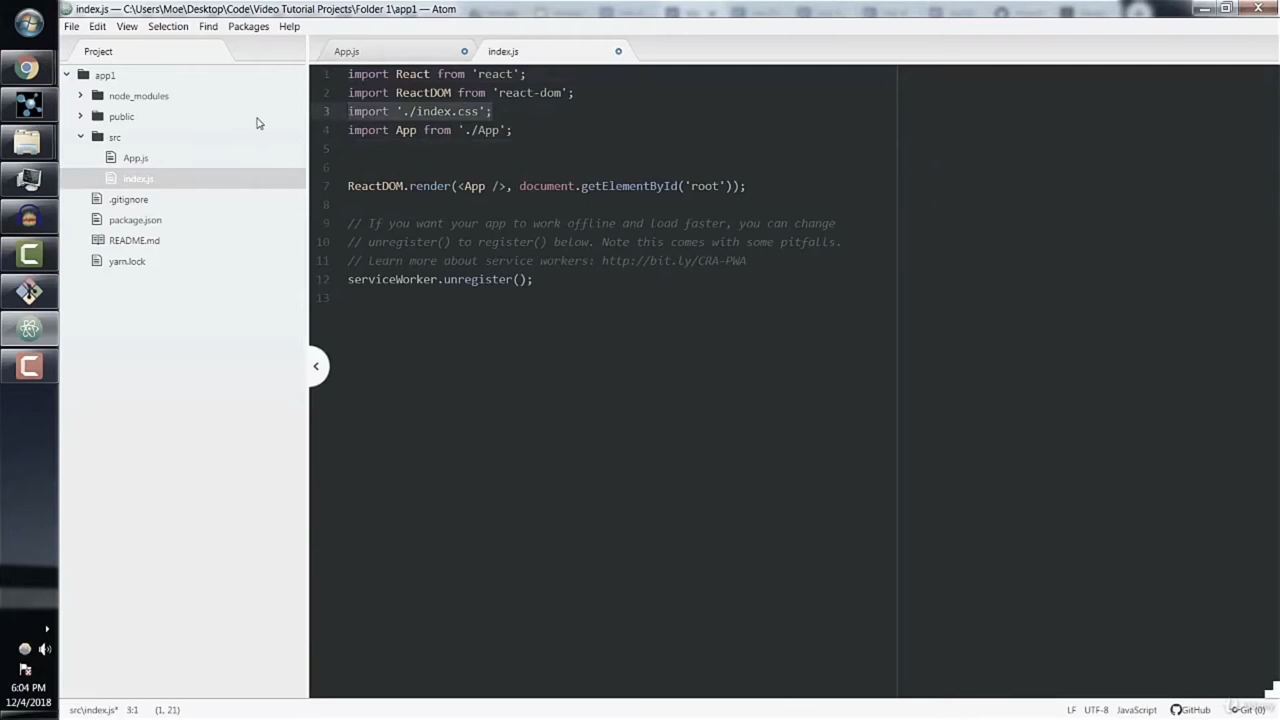 index.js — C:\Users\Moe\Desktop\Code\Video Tutorial Projects\Folder 1\app1 — Atom
File Edit View Selection Find Packages Help
Project
App.js
index.js
app1
node_modules
public
src
App.js
index.js
.gitignore
package.json
README.md
yarn.lock
1 import React from 'react';
2 import ReactDOM from 'react-dom';
3 import './index.css';
4 import App from './App';
5
6
7 ReactDOM.render(<App />, document.getElementById('root'));
8
9 // If you want your app to work offline and load faster, you can change
10 // unregister() to register() below. Note this comes with some pitfalls.
11 // Learn more about service workers: http://bit.ly/CRA-PWA
12 serviceWorker.unregister();
13
6:04 PM
12/4/2018
src\index.js* 3:1 (1, 21)
LF UTF-8 JavaScript GitHub Git (0)